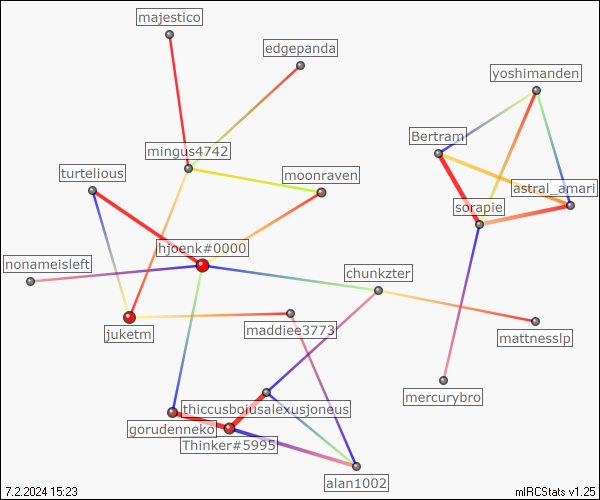 majestico
edgepanda
yoshimanden
Bertram
mingus4742
turtelious
moonraven
astral_amari
sorapie
hjoenk#0000
nonameisleft
chunkzter
juketm
maddiee3773
mattnesslp
mercurybro
thiccusboiusalexusjoneus
gorudenneko
Thinker#5995
alan1002
7.2.2024 15:23
mIRCStats v1.25